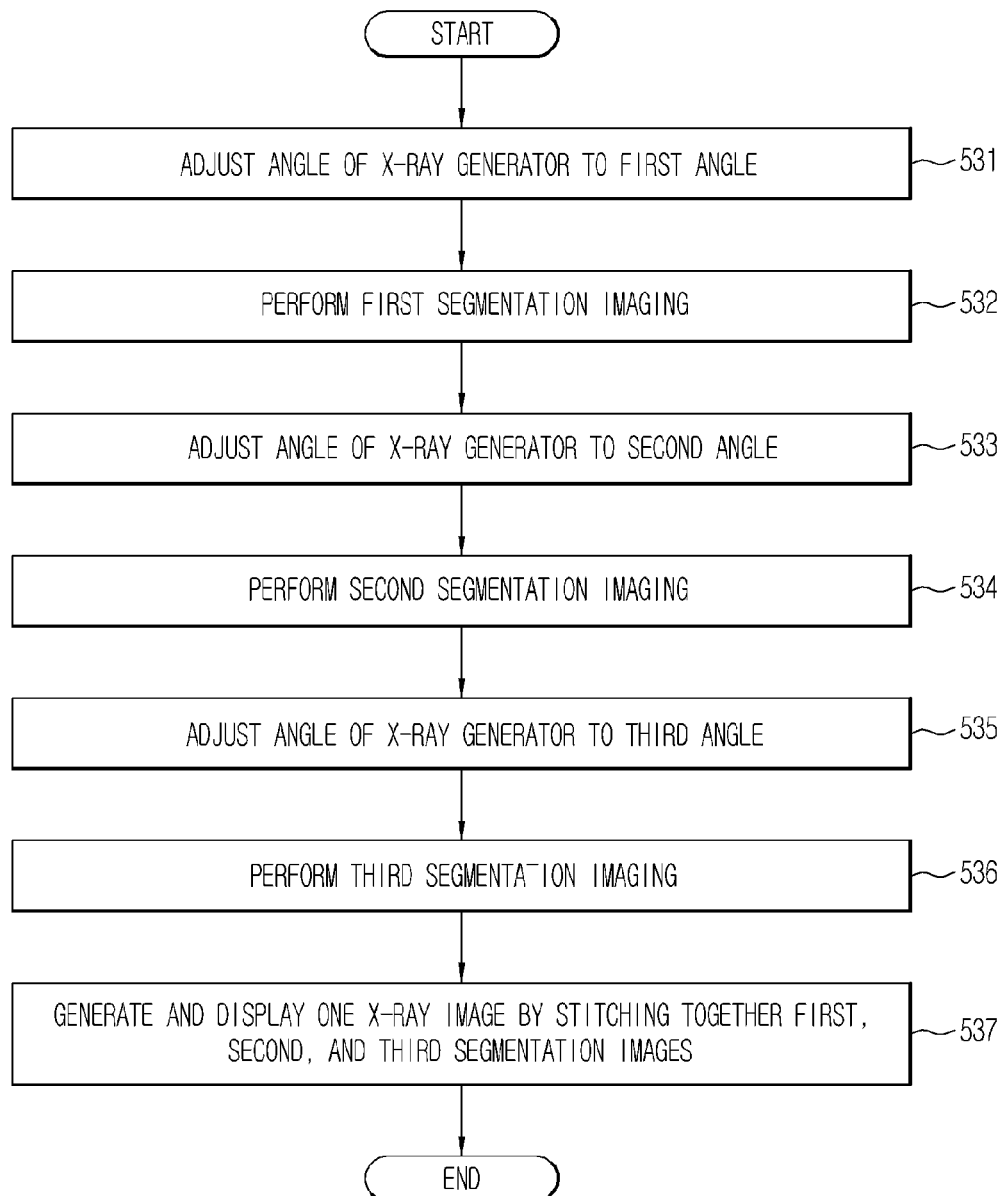 START
ADJUST ANGLE OF X-RAY GENERATOR TO FIRST ANGLE
531
PERFORM FIRST SEGMENTATION IMAGING
532
ADJUST ANGLE OF X-RAY GENERATOR TO SECOND ANGLE
533
PERFORM SECOND SEGMENTATION IMAGING
534
ADJUST ANGLE OF X-RAY GENERATOR TO THIRD ANGLE
535
PERFORM THIRD SEGMENTATION IMAGING
536
GENERATE AND DISPLAY ONE X-RAY IMAGE BY STITCHING TOGETHER FIRST,
SECOND, AND THIRD SEGMENTATION IMAGES
537
END